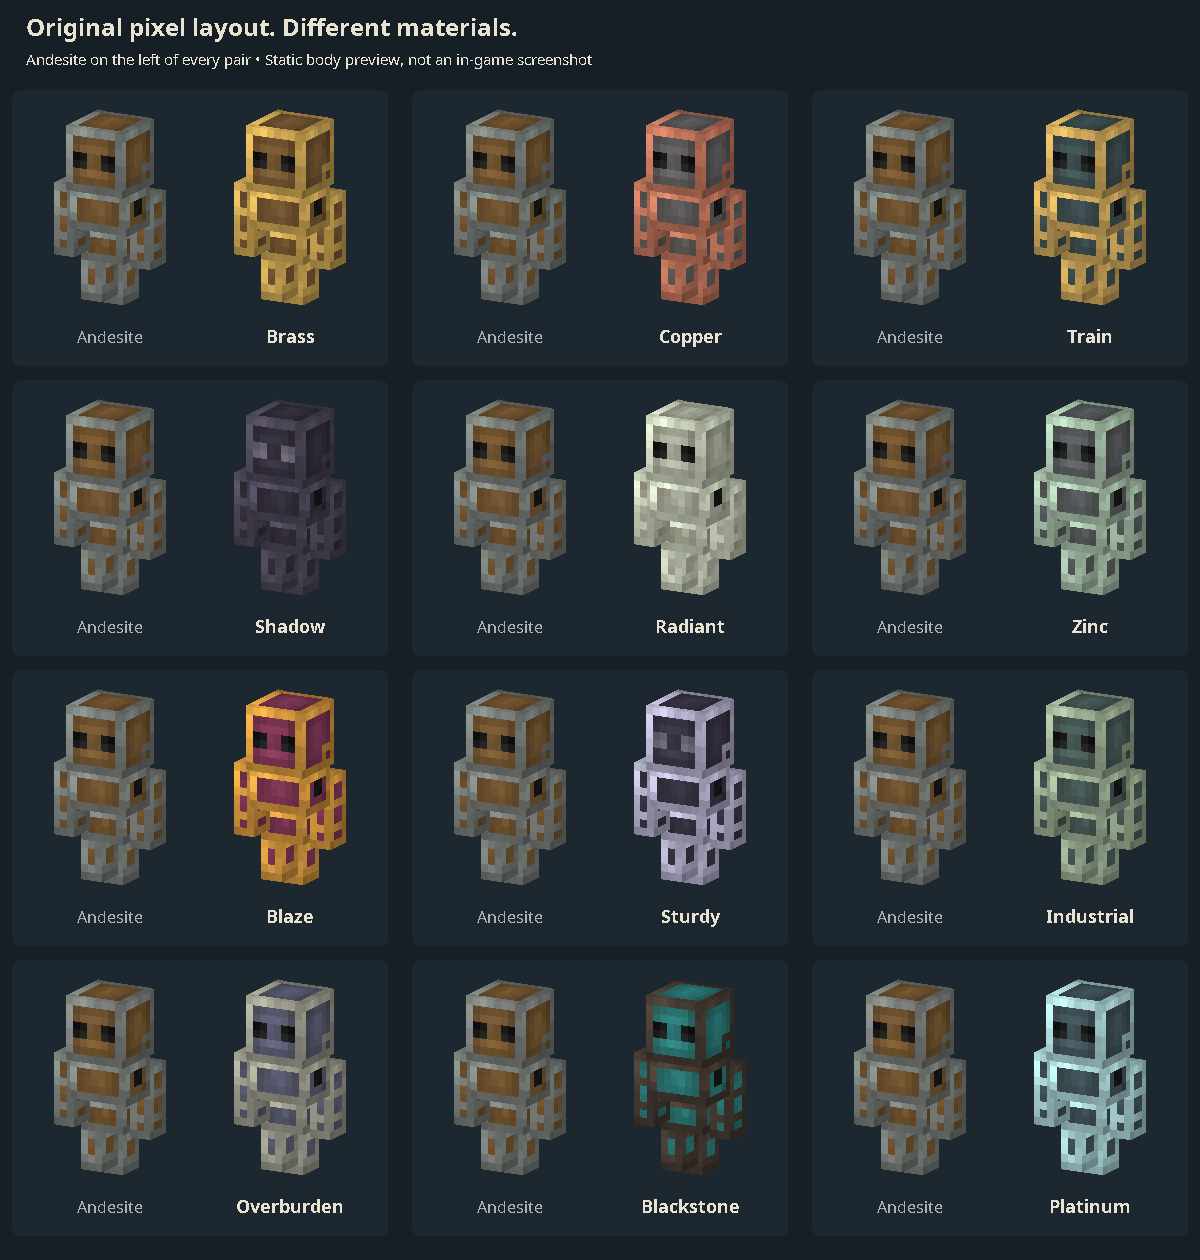 Original pixel layout. Different materials.
Andesite on the left of every pair • Static body preview, not an in-game screenshot
Andesite Brass Andesite Copper Andesite Train
Andesite Shadow Andesite Radiant Andesite Zinc
Andesite Blaze Andesite Sturdy Andesite Industrial
Andesite Overburden Andesite Blackstone Andesite Platinum